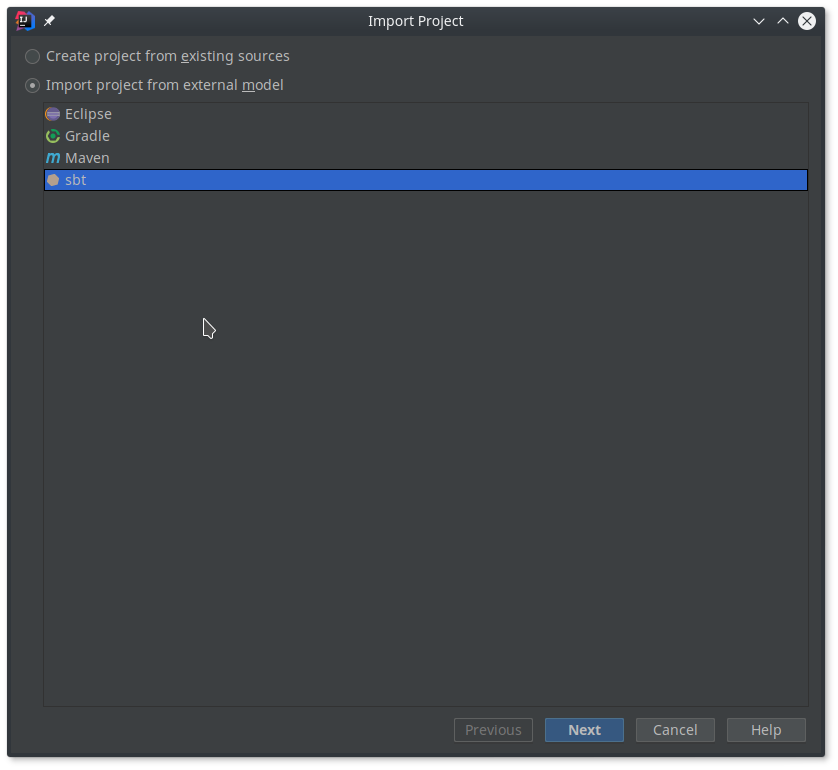 Import Project
Create project from existing sources
Import project from external model
Eclipse
Gradle
Maven
sbt
Previous Next Cancel Help